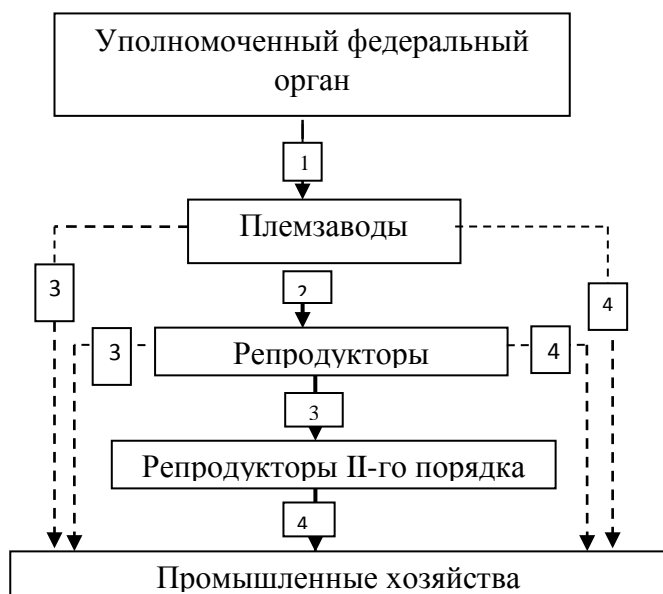 Уполномоченный федеральный
орган
1
Племзаводы
3
2
4
3
Репродукторы
4
3
Репродукторы II-го порядка
4
Промышленные хозяйства